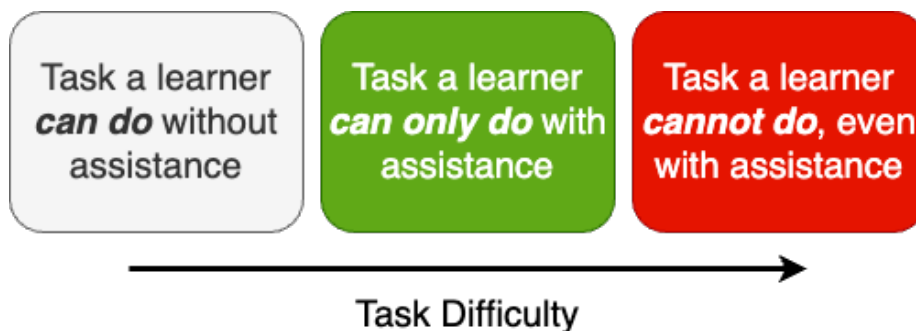 Task a learner
can do without
assistance
Task a learner
can only do with
assistance
Task a learner
cannot do, even
with assistance
Task Difficulty